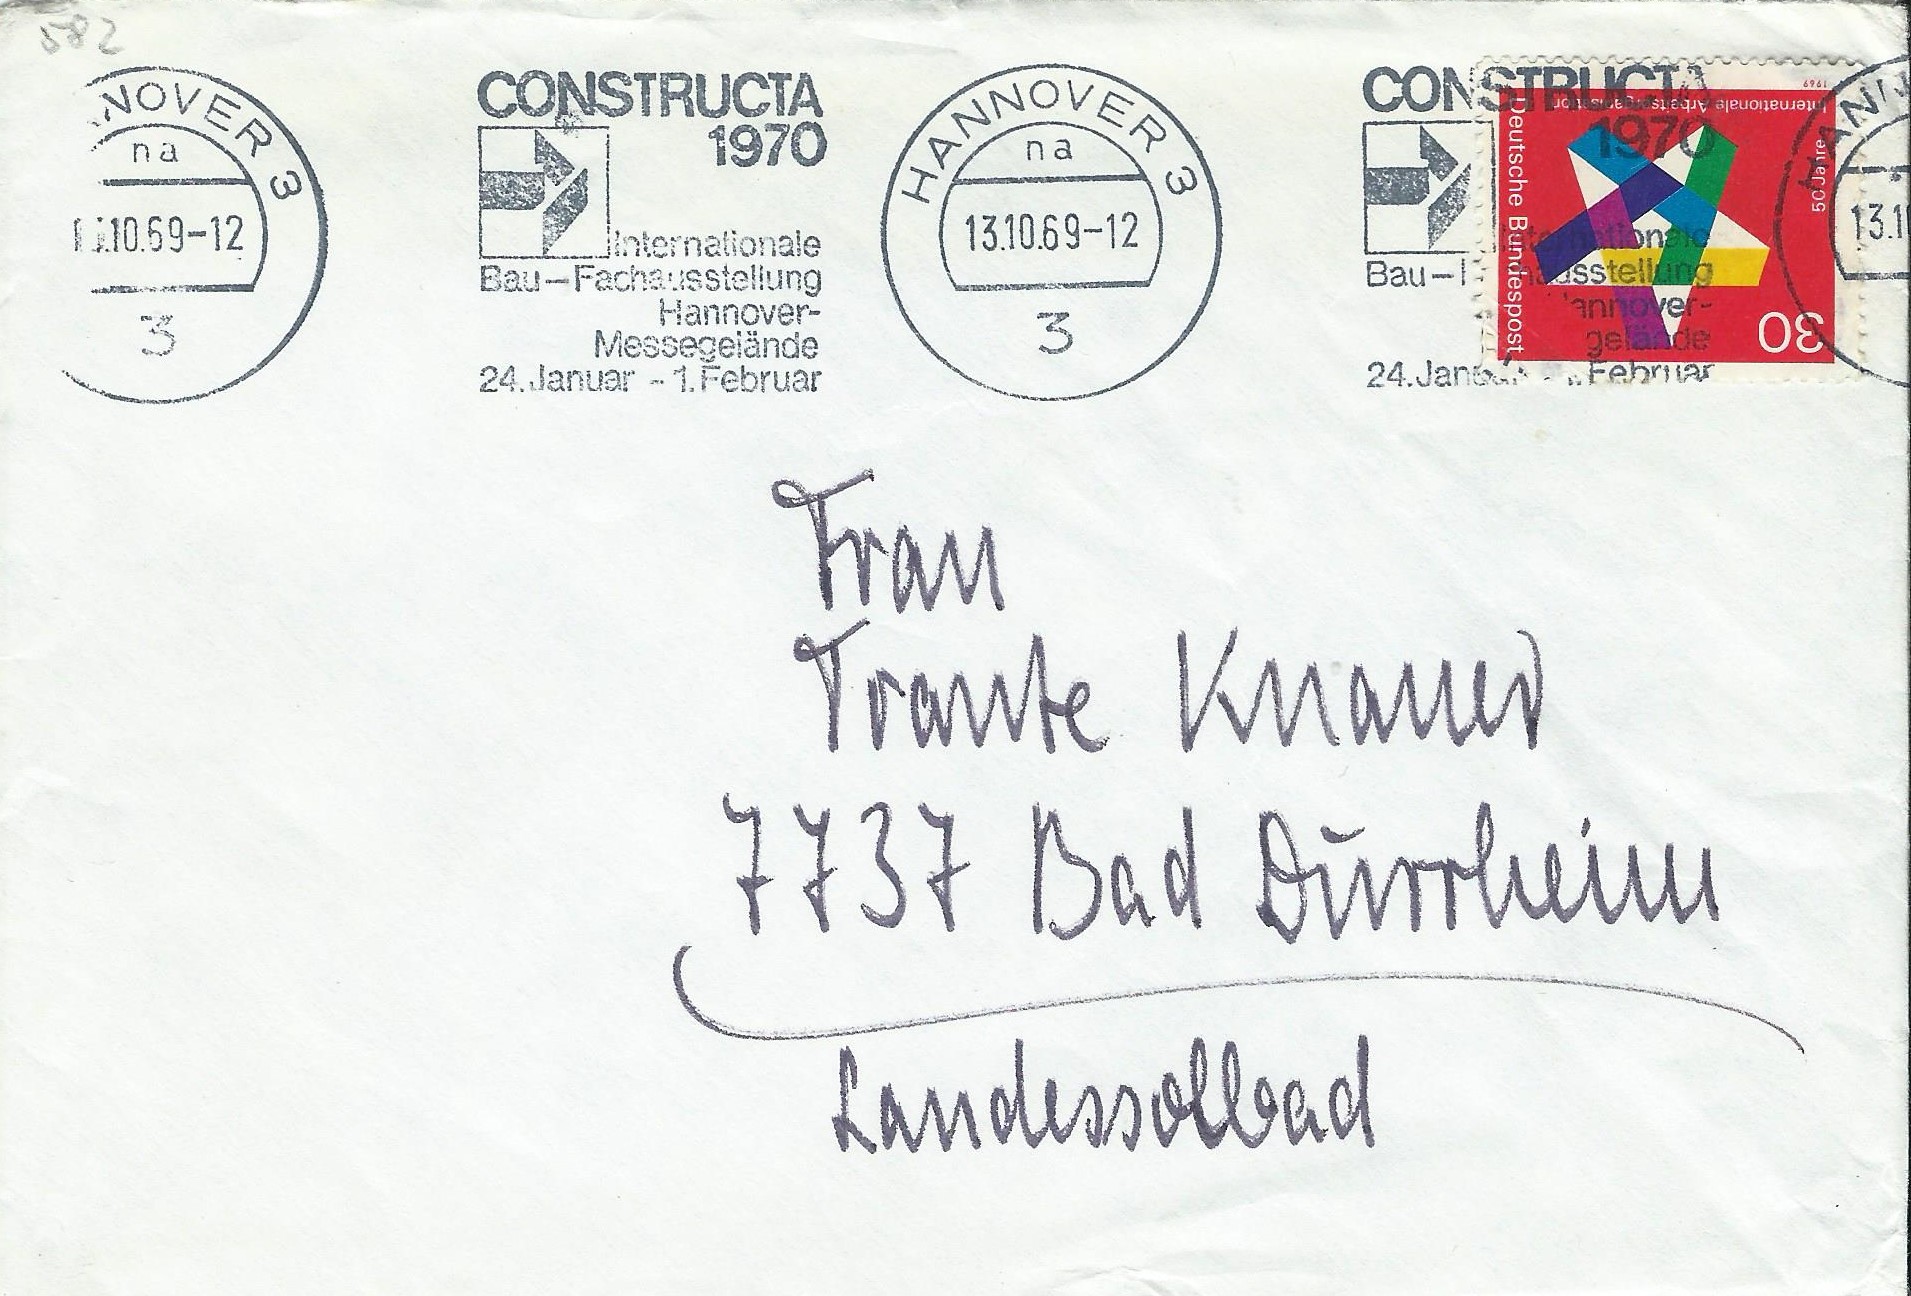 582
NOVER 3
na
10.69-12
3
CONSTRUCTA
1970
Internationale
Bau-Fachausstellung
Hannover-
Messegelände
24. Januar - 1. Februar
HANNOVER 3
na
13.10.69-12
3
CONSTRUCTA
1970
Bau-
24. Januar - 1. Februar
1969
Internationale Arbeitsorganisation
50 Jahre
Deutsche Bundespost
30
13.1
Frau
Traute Knauer
7737 Bad Dürrheim
Landessolbad